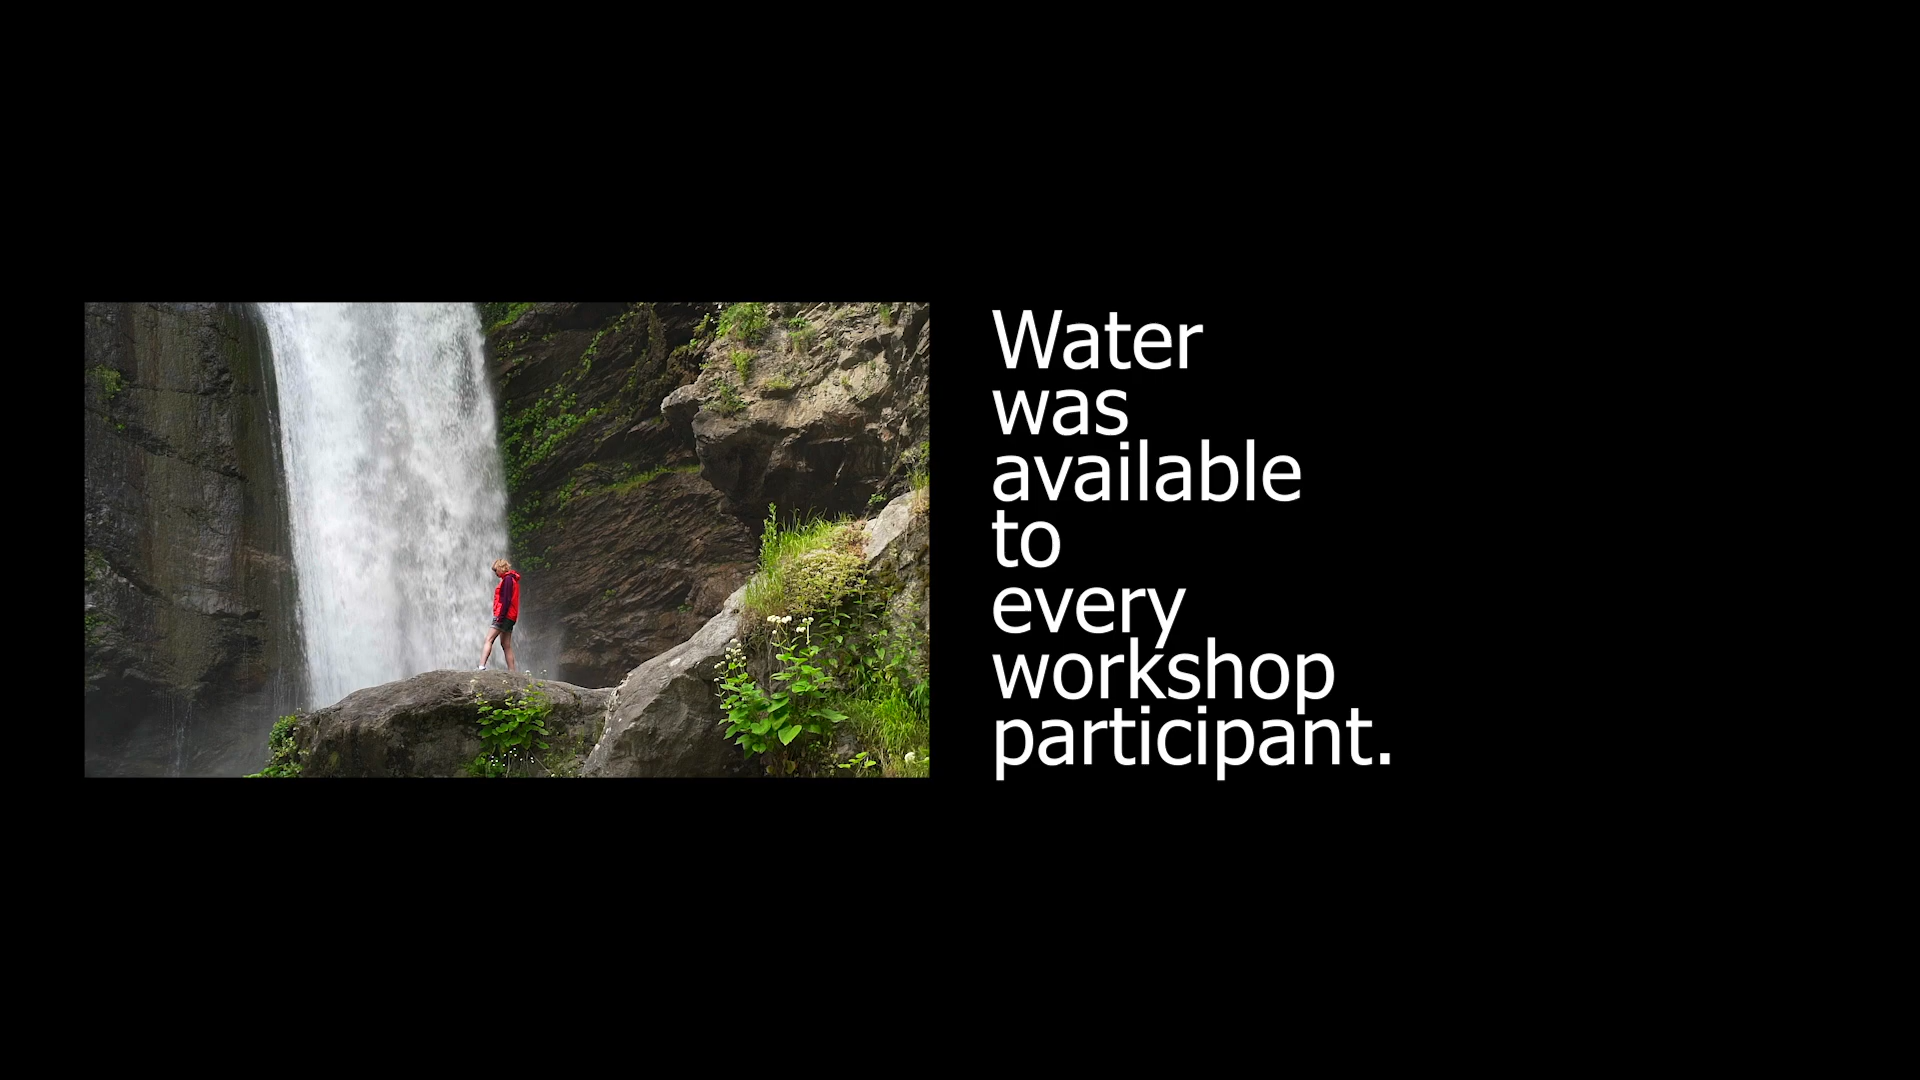 Water
was
available
to
every
workshop
participant.